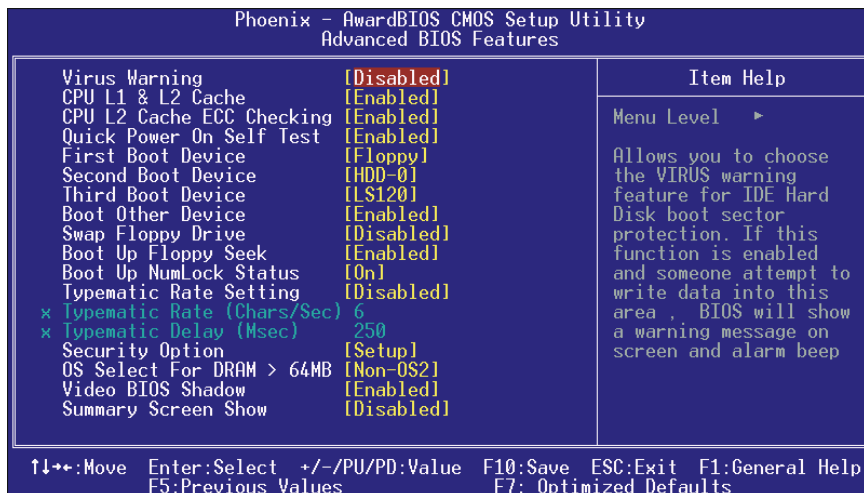 Phoenix - AwardBIOS CMOS Setup Utility
Advanced BIOS Features
Virus Warning [Disabled]
CPU L1 & L2 Cache [Enabled]
CPU L2 Cache ECC Checking [Enabled]
Quick Power On Self Test [Enabled]
First Boot Device [Floppy]
Second Boot Device [HDD-0]
Third Boot Device [LS120]
Boot Other Device [Enabled]
Swap Floppy Drive [Disabled]
Boot Up Floppy Seek [Enabled]
Boot Up NumLock Status [On]
Typematic Rate Setting [Disabled]
x Typematic Rate (Chars/Sec) 6
x Typematic Delay (Msec) 250
Security Option [Setup]
OS Select For DRAM > 64MB [Non-OS2]
Video BIOS Shadow [Enabled]
Summary Screen Show [Disabled]
Item Help
Menu Level ▶
Allows you to choose
the VIRUS warning
feature for IDE Hard
Disk boot sector
protection. If this
function is enabled
and someone attempt to
write data into this
area , BIOS will show
a warning message on
screen and alarm beep
↑↓→←:Move Enter:Select +/-/PU/PD:Value F10:Save ESC:Exit F1:General Help
F5:Previous Values F7: Optimized Defaults